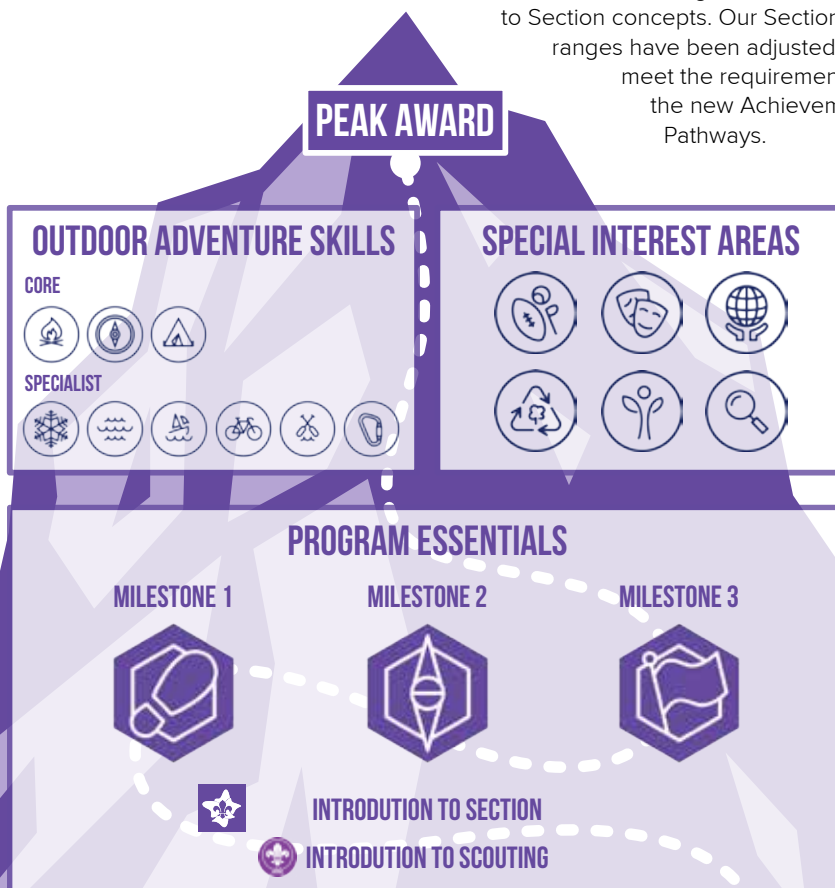 to Section concepts. Our Section
ranges have been adjusted
meet the requiremen
the new Achievem
Pathways.
PEAK AWARD
OUTDOOR ADVENTURE SKILLS
CORE
SPECIALIST
SPECIAL INTEREST AREAS
PROGRAM ESSENTIALS
MILESTONE 1
MILESTONE 2
MILESTONE 3
INTRODUTION TO SECTION
INTRODUTION TO SCOUTING